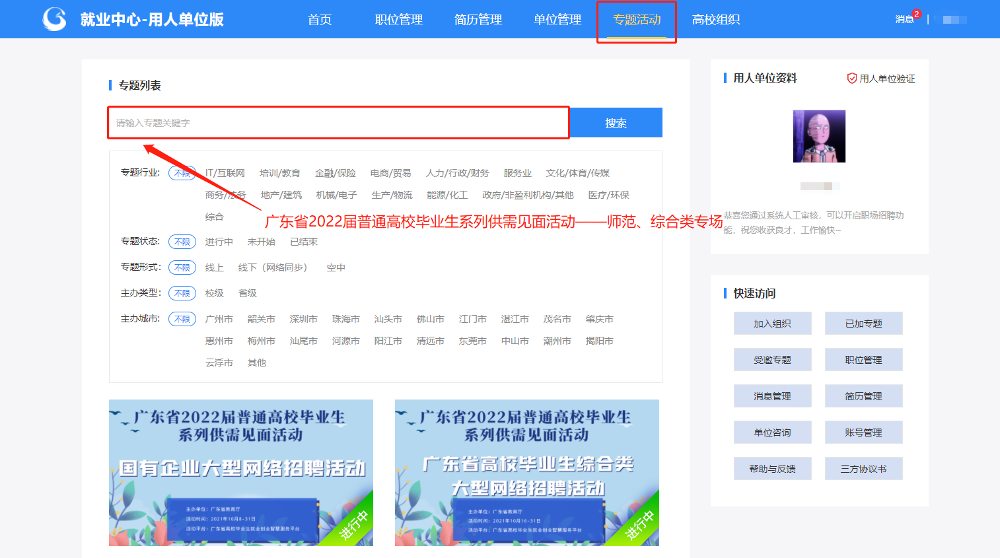 就业中心-用人单位版
首页 职位管理 简历管理 单位管理 专题活动 高校组织
消息 2
专题列表
请输入专题关键字
搜索
专题行业: 不限 IT/互联网 培训/教育 金融/保险 电商/贸易 人力/行政/财务 服务业 文化/体育/传媒
商务/法务 地产/建筑 机械/电子 生产/物流 能源/化工 政府/非盈利机构/其他 医疗/环保
综合
广东省2022届普通高校毕业生系列供需见面活动——师范、综合类专场
专题状态: 不限 进行中 未开始 已结束
专题形式: 不限 线上 线下（网络同步） 空中
主办类型: 不限 校级 省级
主办城市: 不限 广州市 韶关市 深圳市 珠海市 汕头市 佛山市 江门市 湛江市 茂名市 肇庆市
惠州市 梅州市 汕尾市 河源市 阳江市 清远市 东莞市 中山市 潮州市 揭阳市
云浮市 其他
广东省2022届普通高校毕业生
系列供需见面活动
国有企业大型网络招聘活动
主办单位：广东省教育厅
活动时间：2021年10月8-31日
活动平台：广东省高校毕业生就业创业智慧服务平台
进行中
广东省2022届普通高校毕业生
系列供需见面活动
广东省高校毕业生综合类
大型网络招聘活动
主办单位：广东省教育厅
活动时间：2021年10月16-31日
活动平台：广东省高校毕业生就业创业智慧服务平台
进行中
用人单位资料
用人单位验证
恭喜您通过系统人工审核，可以开启职场招聘功
能，祝您收获良才，工作愉快~
快速访问
加入组织 已加专题
受邀专题 职位管理
消息管理 简历管理
单位咨询 账号管理
帮助与反馈 三方协议书